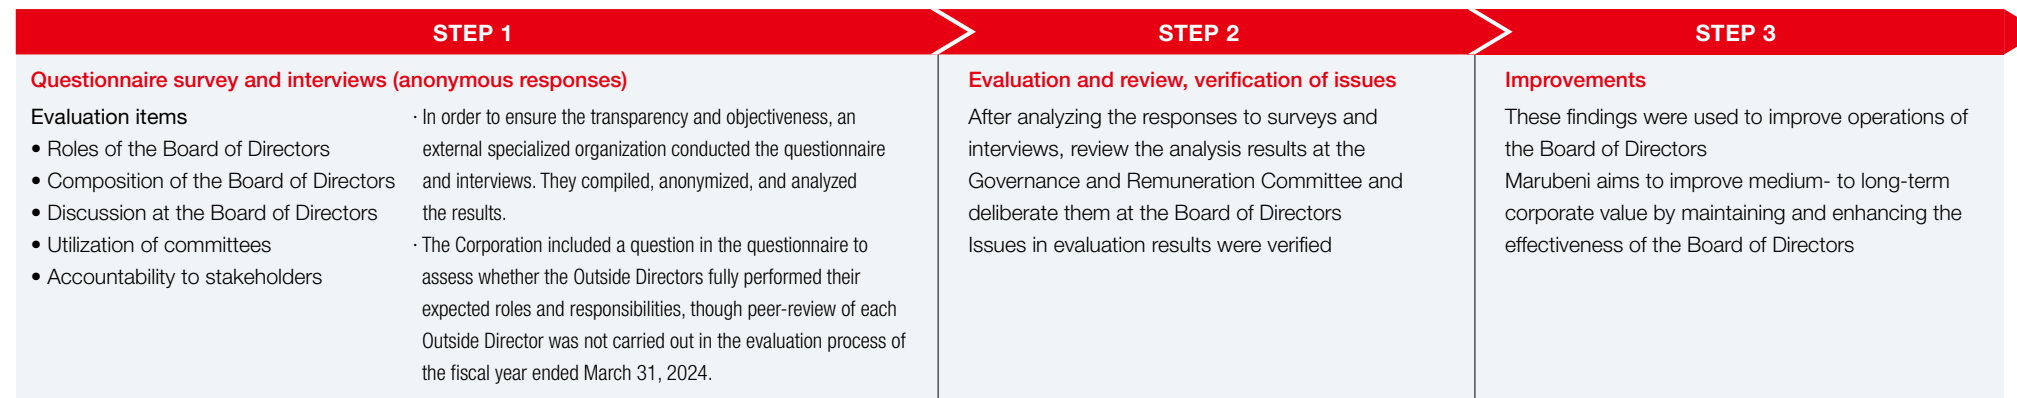 STEP 1
Questionnaire survey and interviews (anonymous responses)
Evaluation items
• Roles of the Board of Directors
• Composition of the Board of Directors
• Discussion at the Board of Directors
• Utilization of committees
• Accountability to stakeholders
· In order to ensure the transparency and objectiveness, an
external specialized organization conducted the questionnaire
and interviews. They compiled, anonymized, and analyzed
the results.
· The Corporation included a question in the questionnaire to
assess whether the Outside Directors fully performed their
expected roles and responsibilities, though peer-review of each
Outside Director was not carried out in the evaluation process of
the fiscal year ended March 31, 2024.
STEP 2
Evaluation and review, verification of issues
After analyzing the responses to surveys and
interviews, review the analysis results at the
Governance and Remuneration Committee and
deliberate them at the Board of Directors
Issues in evaluation results were verified
STEP 3
Improvements
These findings were used to improve operations of
the Board of Directors
Marubeni aims to improve medium- to long-term
corporate value by maintaining and enhancing the
effectiveness of the Board of Directors